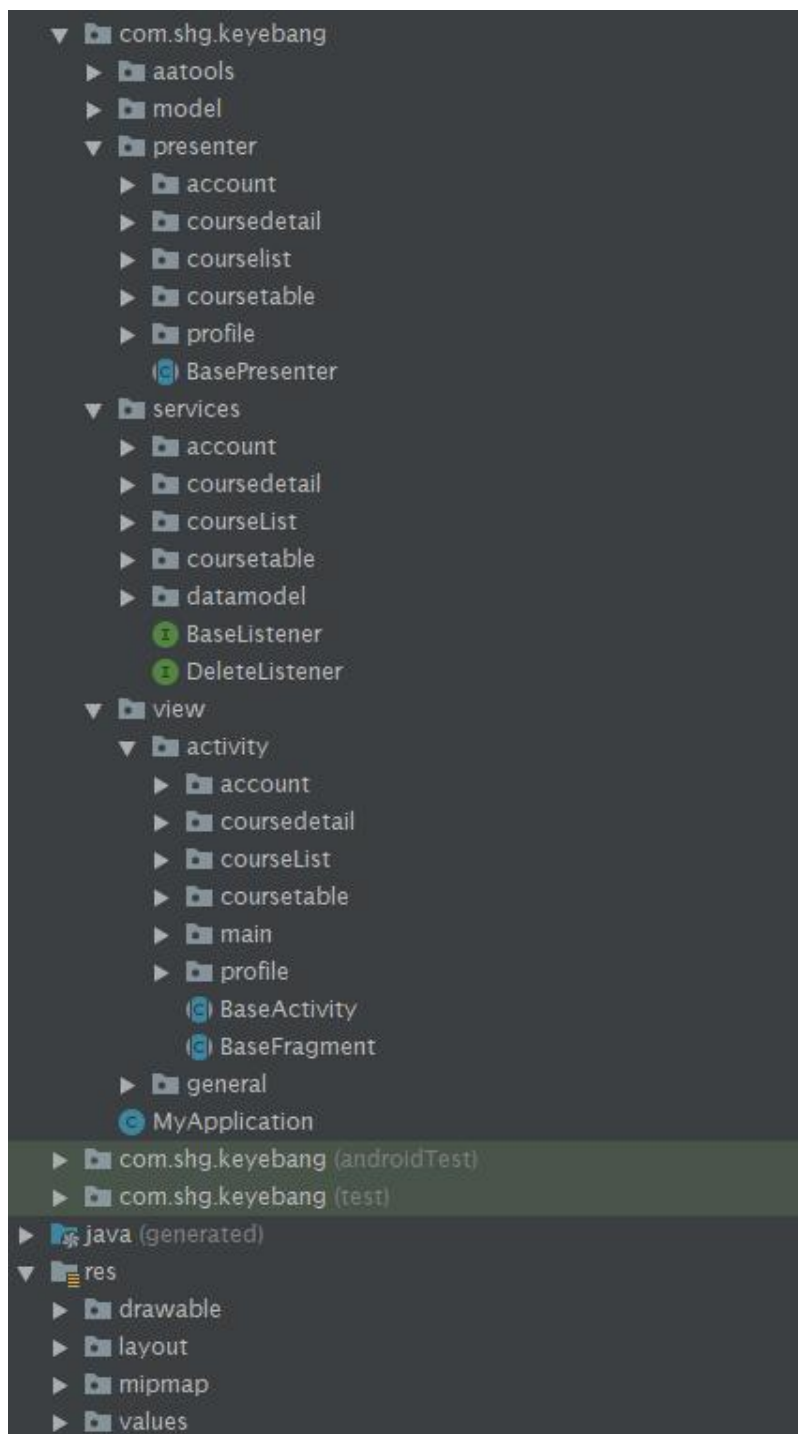 com.shg.keyebang
aatools
model
presenter
account
coursedetail
courselist
coursetable
profile
BasePresenter
services
account
coursedetail
courseList
coursetable
datamodel
BaseListener
DeleteListener
view
activity
account
coursedetail
courseList
coursetable
main
profile
BaseActivity
BaseFragment
general
MyApplication
com.shg.keyebang (androidTest)
com.shg.keyebang (test)
java (generated)
res
drawable
layout
mipmap
values